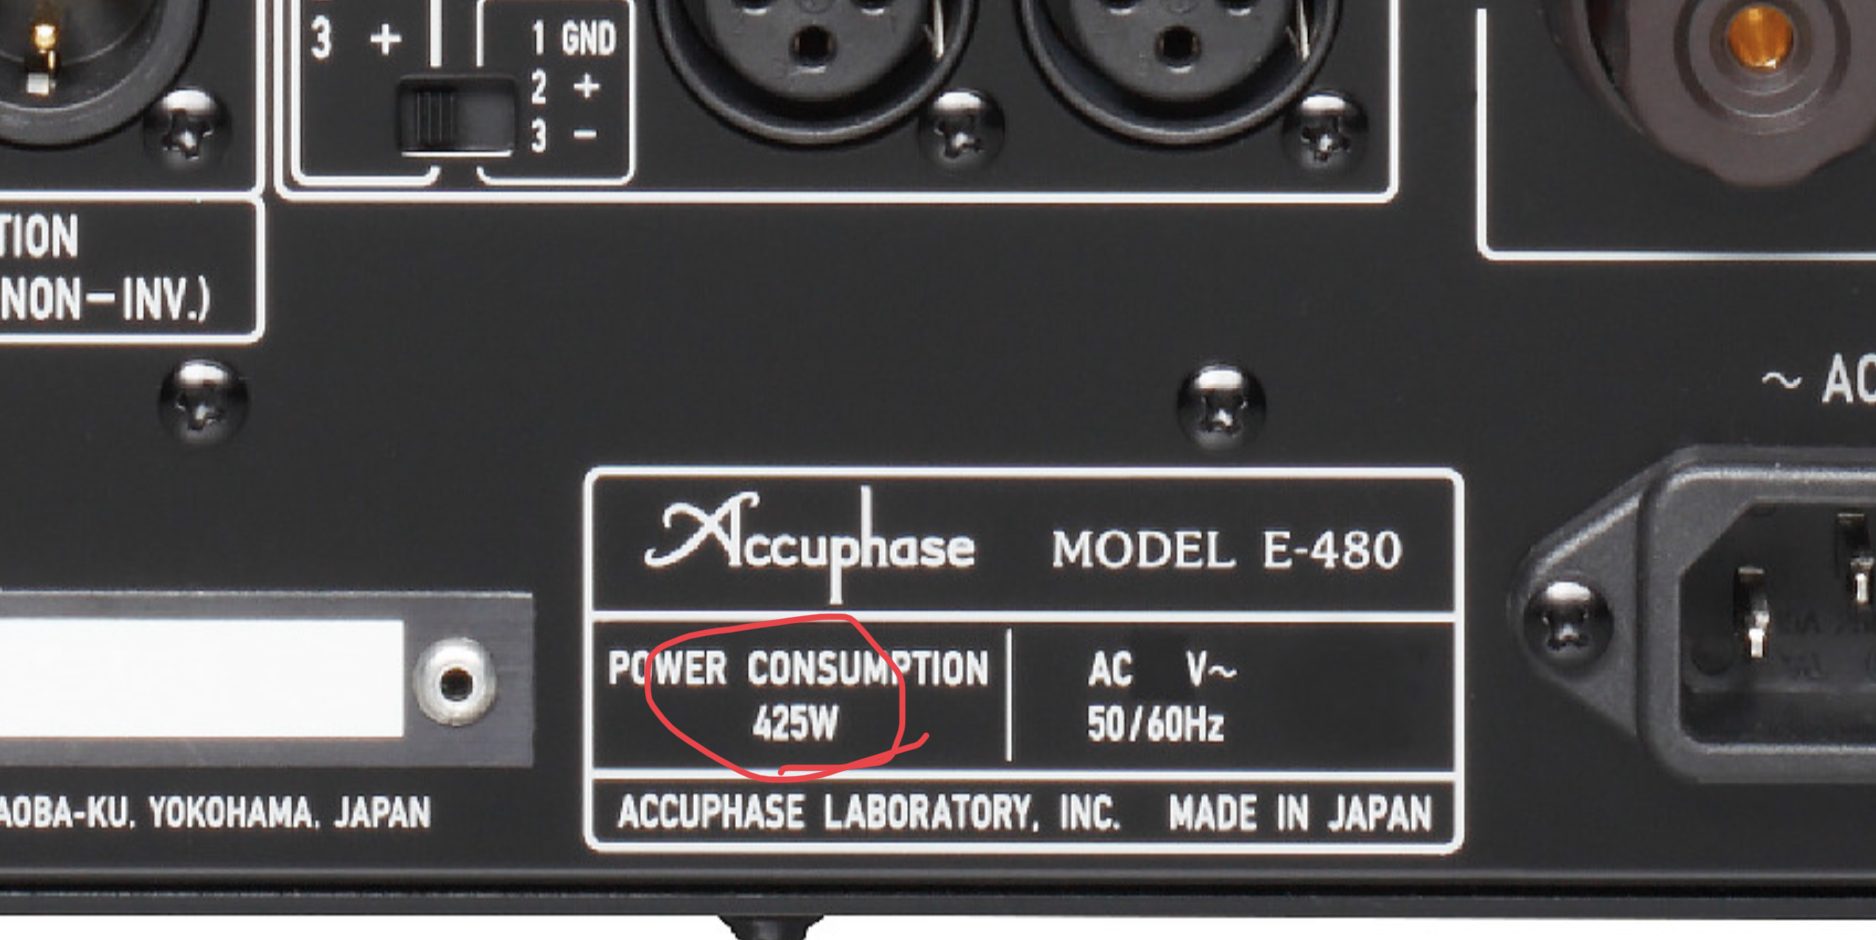 3 +
1 GND
2 +
3 −
TION
NON−INV.)
~ AC
Accuphase MODEL E-480
POWER CONSUMPTION
425W
AC V~
50/60Hz
ACCUPHASE LABORATORY, INC. MADE IN JAPAN
AOBA-KU, YOKOHAMA, JAPAN